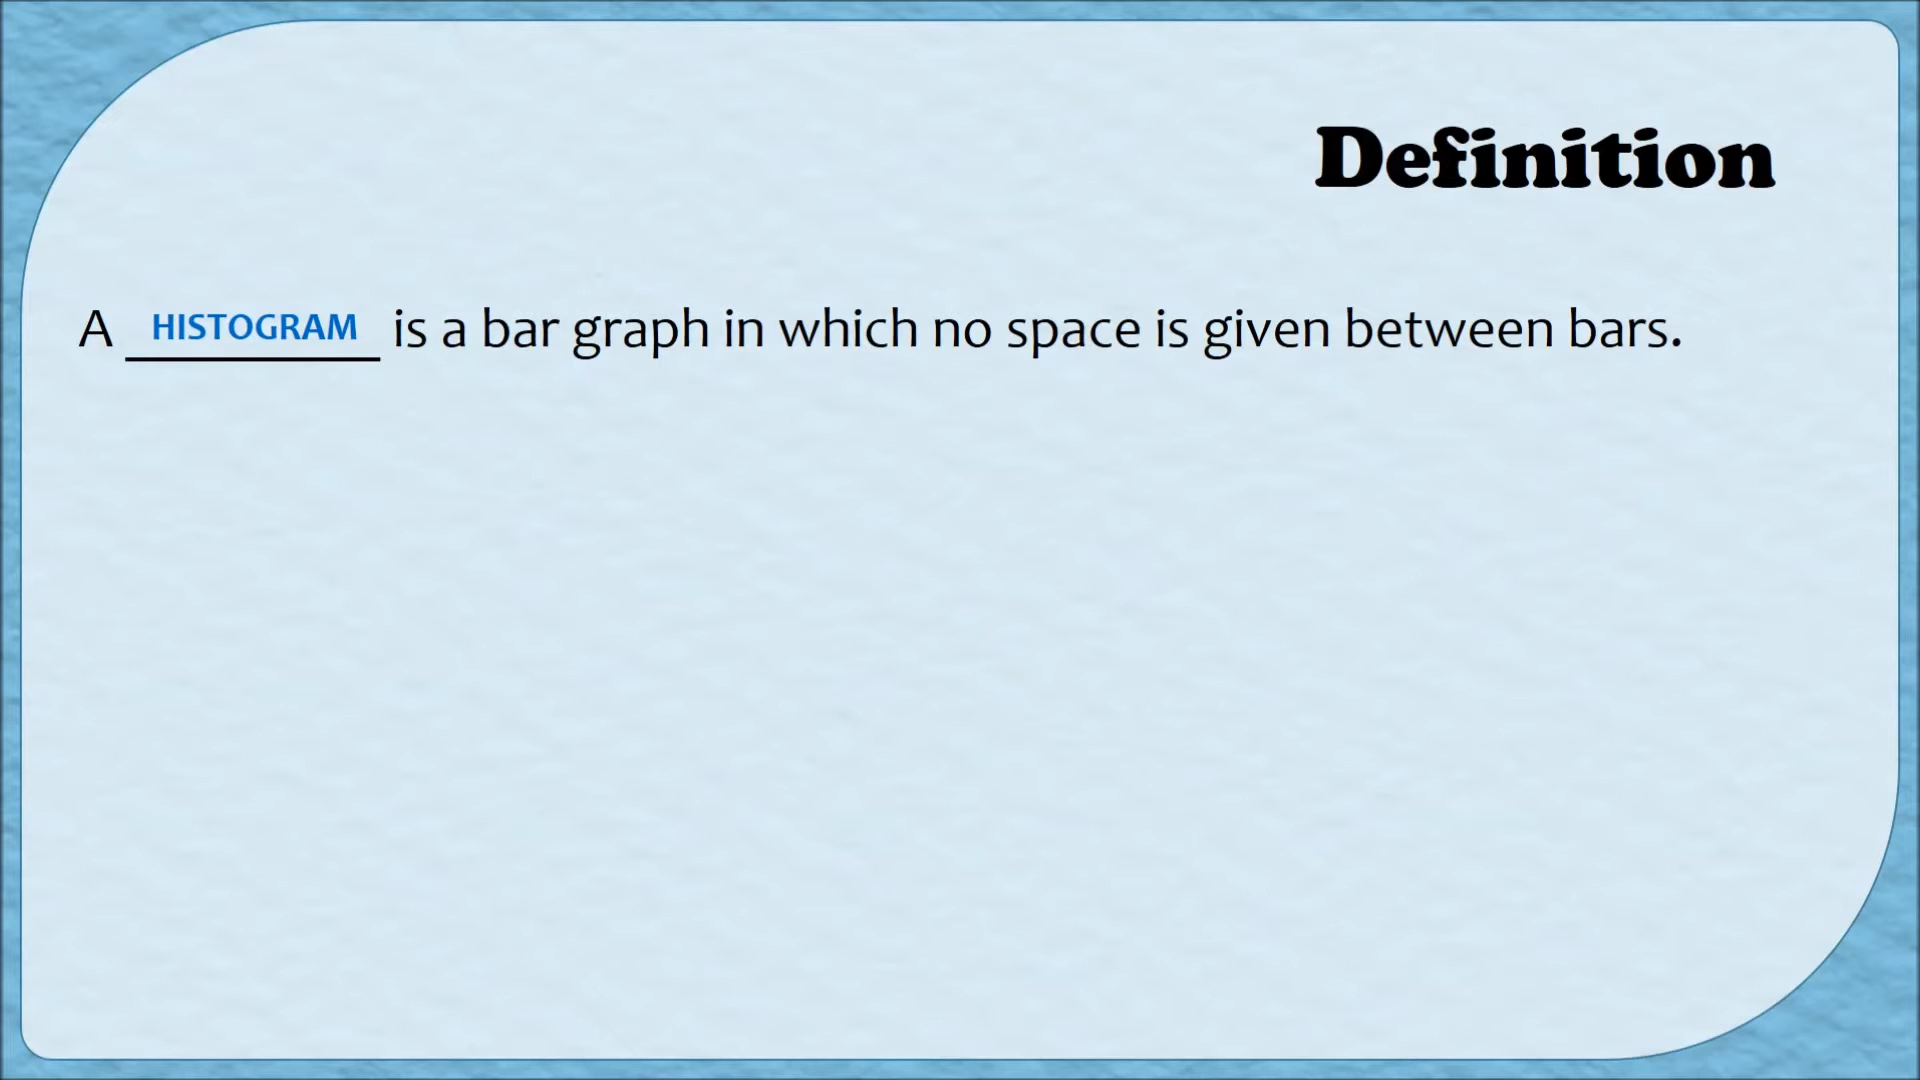 Definition
A HISTOGRAM is a bar graph in which no space is given between bars.